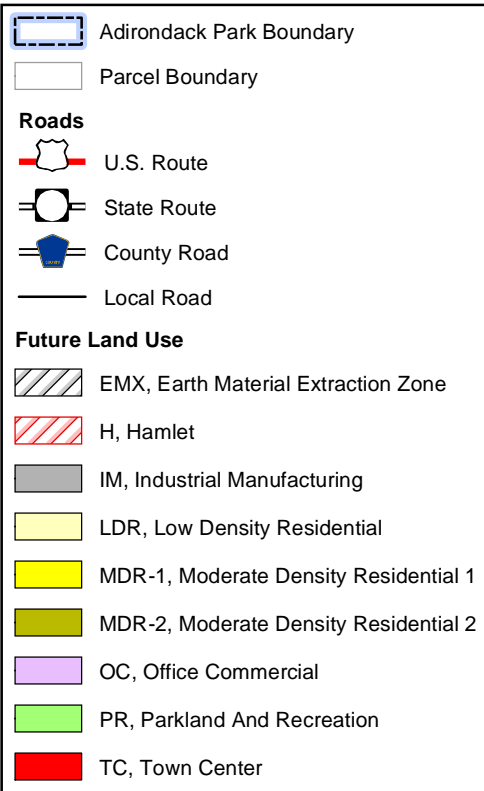 Adirondack Park Boundary
Parcel Boundary
Roads
U.S. Route
State Route
County Road
Local Road
Future Land Use
EMX, Earth Material Extraction Zone
H, Hamlet
IM, Industrial Manufacturing
LDR, Low Density Residential
MDR-1, Moderate Density Residential 1
MDR-2, Moderate Density Residential 2
OC, Office Commercial
PR, Parkland And Recreation
TC, Town Center